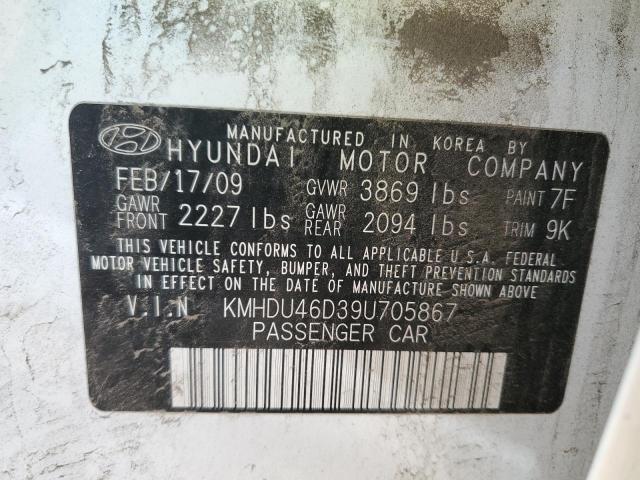 MANUFACTURED IN KOREA BY
HYUNDAI MOTOR COMPANY
FEB/17/09 GVWR 3869 lbs PAINT 7F
GAWR FRONT 2227 lbs GAWR REAR 2094 lbs TRIM 9K
THIS VEHICLE CONFORMS TO ALL APPLICABLE U.S.A. FEDERAL
MOTOR VEHICLE SAFETY, BUMPER, AND THEFT PREVENTION STANDARDS
IN EFFECT ON THE DATE OF MANUFACTURE SHOWN ABOVE
V.I.N KMHDU46D39U705867
PASSENGER CAR